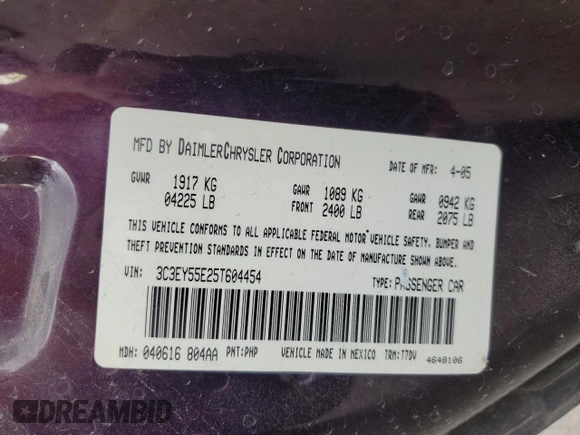 MFD BY DAIMLERCHRYSLER CORPORATION DATE OF MFR: 4-05
GVWR 1917 KG GAWR 1089 KG GAWR 0942 KG
04225 LB FRONT 2400 LB REAR 2075 LB
THIS VEHICLE CONFORMS TO ALL APPLICABLE FEDERAL MOTOR VEHICLE SAFETY, BUMPER AND
THEFT PREVENTION STANDARDS IN EFFECT ON THE DATE OF MANUFACTURE SHOWN ABOVE.
VIN: 3C3EY55E25T604454 TYPE: PASSENGER CAR
MDH: 040616 804AA PNT:PHP VEHICLE MADE IN MEXICO TRM:T7DV 4648106
DREAMBID